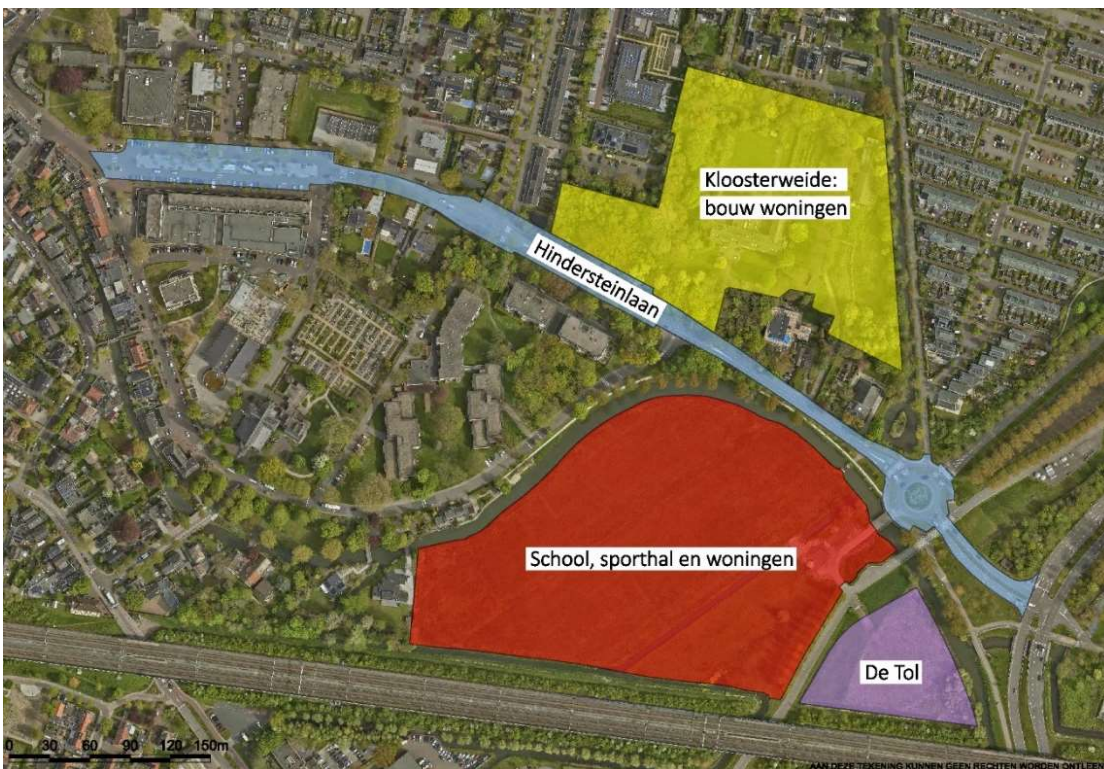 Kloosterweide:
bouw woningen
Hindersteinlaan
School, sporthal en woningen
De Tol
0 30 60 90 120 150m
AAN DEZE TEKENING KUNNEN GEEN RECHTEN WORDEN ONTLEEN